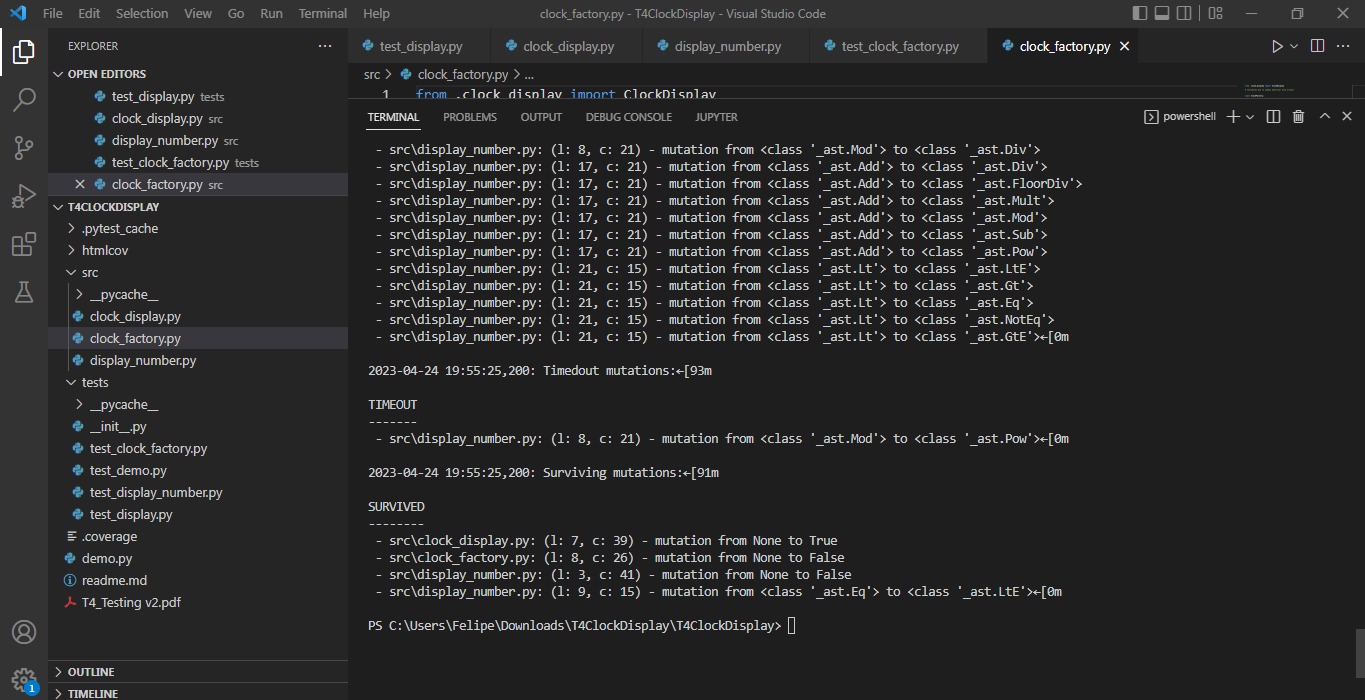 File Edit Selection View Go Run Terminal Help clock_factory.py - T4ClockDisplay - Visual Studio Code
EXPLORER
OPEN EDITORS
test_display.py tests
clock_display.py src
display_number.py src
test_clock_factory.py tests
clock_factory.py src
T4CLOCKDISPLAY
.pytest_cache
htmlcov
src
__pycache__
clock_display.py
clock_factory.py
display_number.py
tests
__pycache__
__init__.py
test_clock_factory.py
test_demo.py
test_display_number.py
test_display.py
.coverage
demo.py
readme.md
T4_Testing v2.pdf
OUTLINE
TIMELINE
1
test_display.py clock_display.py display_number.py test_clock_factory.py clock_factory.py
src > clock_factory.py > ...
1 from .clock_display import ClockDisplay
TERMINAL PROBLEMS OUTPUT DEBUG CONSOLE JUPYTER powershell
- src\display_number.py: (l: 8, c: 21) - mutation from <class '_ast.Mod'> to <class '_ast.Div'>
- src\display_number.py: (l: 17, c: 21) - mutation from <class '_ast.Add'> to <class '_ast.Div'>
- src\display_number.py: (l: 17, c: 21) - mutation from <class '_ast.Add'> to <class '_ast.FloorDiv'>
- src\display_number.py: (l: 17, c: 21) - mutation from <class '_ast.Add'> to <class '_ast.Mult'>
- src\display_number.py: (l: 17, c: 21) - mutation from <class '_ast.Add'> to <class '_ast.Mod'>
- src\display_number.py: (l: 17, c: 21) - mutation from <class '_ast.Add'> to <class '_ast.Sub'>
- src\display_number.py: (l: 17, c: 21) - mutation from <class '_ast.Add'> to <class '_ast.Pow'>
- src\display_number.py: (l: 21, c: 15) - mutation from <class '_ast.Lt'> to <class '_ast.LtE'>
- src\display_number.py: (l: 21, c: 15) - mutation from <class '_ast.Lt'> to <class '_ast.Gt'>
- src\display_number.py: (l: 21, c: 15) - mutation from <class '_ast.Lt'> to <class '_ast.Eq'>
- src\display_number.py: (l: 21, c: 15) - mutation from <class '_ast.Lt'> to <class '_ast.NotEq'>
- src\display_number.py: (l: 21, c: 15) - mutation from <class '_ast.Lt'> to <class '_ast.GtE'>←[0m
2023-04-24 19:55:25,200: Timedout mutations:←[93m
TIMEOUT
-------
- src\display_number.py: (l: 8, c: 21) - mutation from <class '_ast.Mod'> to <class '_ast.Pow'>←[0m
2023-04-24 19:55:25,200: Surviving mutations:←[91m
SURVIVED
--------
- src\clock_display.py: (l: 7, c: 39) - mutation from None to True
- src\clock_factory.py: (l: 8, c: 26) - mutation from None to False
- src\display_number.py: (l: 3, c: 41) - mutation from None to False
- src\display_number.py: (l: 9, c: 15) - mutation from <class '_ast.Eq'> to <class '_ast.LtE'>←[0m
PS C:\Users\Felipe\Downloads\T4ClockDisplay\T4ClockDisplay>